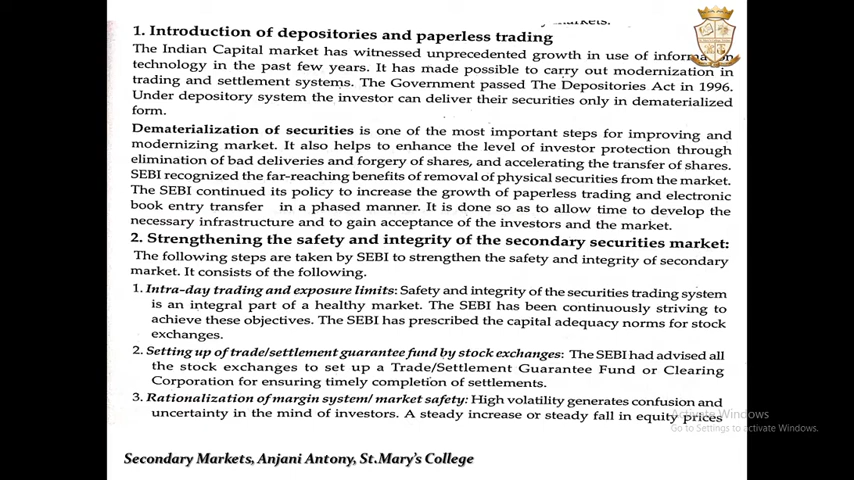 markets.
1. Introduction of depositories and paperless trading
The Indian Capital market has witnessed unprecedented growth in use of information
technology in the past few years. It has made possible to carry out modernization in
trading and settlement systems. The Government passed The Depositories Act in 1996.
Under depository system the investor can deliver their securities only in dematerialized
form.
Dematerialization of securities is one of the most important steps for improving and
modernizing market. It also helps to enhance the level of investor protection through
elimination of bad deliveries and forgery of shares, and accelerating the transfer of shares.
SEBI recognized the far-reaching benefits of removal of physical securities from the market.
The SEBI continued its policy to increase the growth of paperless trading and electronic
book entry transfer in a phased manner. It is done so as to allow time to develop the
necessary infrastructure and to gain acceptance of the investors and the market.
2. Strengthening the safety and integrity of the secondary securities market:
The following steps are taken by SEBI to strengthen the safety and integrity of secondary
market. It consists of the following.
1. Intra-day trading and exposure limits: Safety and integrity of the securities trading system
is an integral part of a healthy market. The SEBI has been continuously striving to
achieve these objectives. The SEBI has prescribed the capital adequacy norms for stock
exchanges.
2. Setting up of trade/settlement guarantee fund by stock exchanges: The SEBI had advised all
the stock exchanges to set up a Trade/Settlement Guarantee Fund or Clearing
Corporation for ensuring timely completion of settlements.
3. Rationalization of margin system/ market safety: High volatility generates confusion and
uncertainty in the mind of investors. A steady increase or steady fall in equity prices
Activate Windows
Go to Settings to activate Windows.
Secondary Markets, Anjani Antony, St.Mary's College